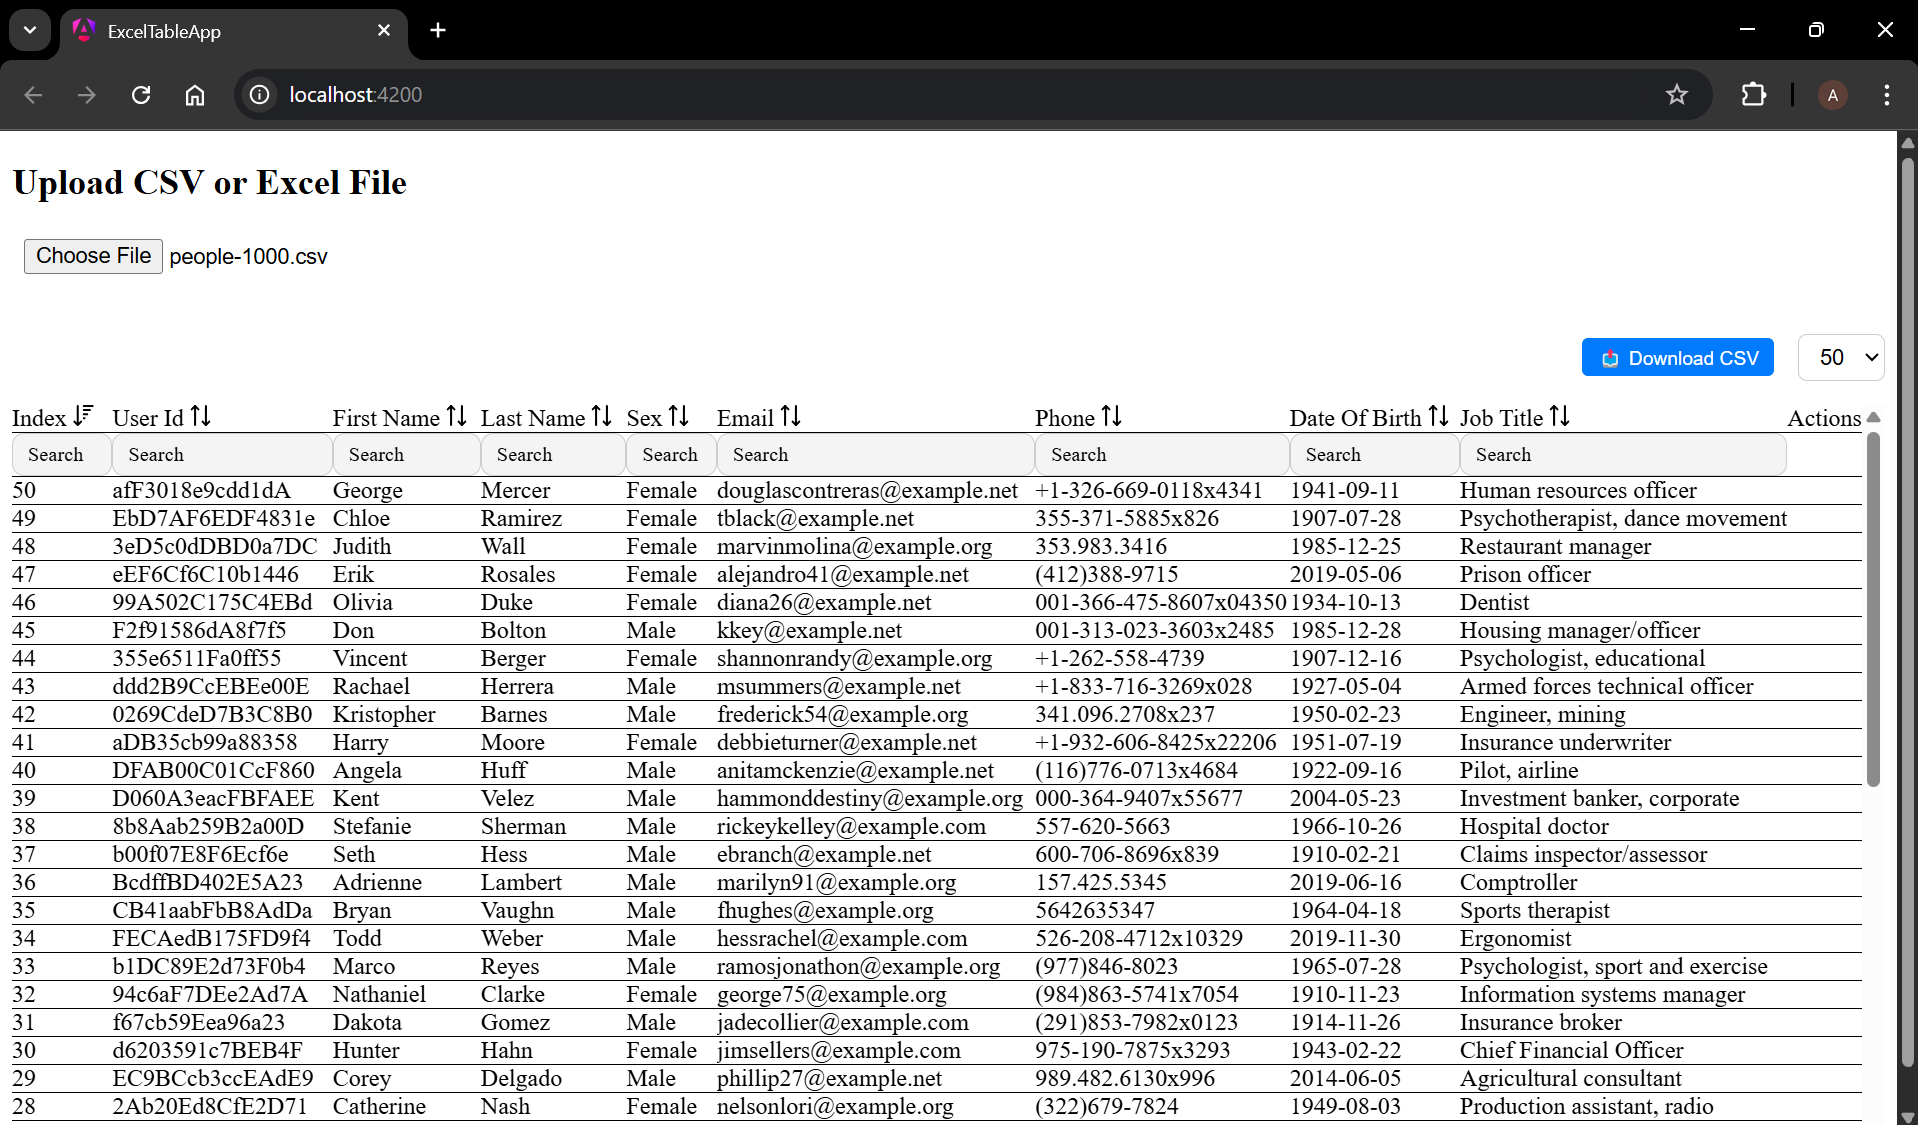 ExcelTableApp
localhost:4200
A
Upload CSV or Excel File
Choose File people-1000.csv
Download CSV 50
Index User Id First Name Last Name Sex Email Phone Date Of Birth Job Title Actions
Search Search Search Search Search Search Search Search Search
50 afF3018e9cdd1dA George Mercer Female douglascontreras@example.net +1-326-669-0118x4341 1941-09-11 Human resources officer
49 EbD7AF6EDF4831e Chloe Ramirez Female tblack@example.net 355-371-5885x826 1907-07-28 Psychotherapist, dance movement
48 3eD5c0dDBD0a7DC Judith Wall Female marvinmolina@example.org 353.983.3416 1985-12-25 Restaurant manager
47 eEF6Cf6C10b1446 Erik Rosales Female alejandro41@example.net (412)388-9715 2019-05-06 Prison officer
46 99A502C175C4EBd Olivia Duke Female diana26@example.net 001-366-475-8607x04350 1934-10-13 Dentist
45 F2f91586dA8f7f5 Don Bolton Male kkey@example.net 001-313-023-3603x2485 1985-12-28 Housing manager/officer
44 355e6511Fa0ff55 Vincent Berger Female shannonrandy@example.org +1-262-558-4739 1907-12-16 Psychologist, educational
43 ddd2B9CcEBEe00E Rachael Herrera Male msummers@example.net +1-833-716-3269x028 1927-05-04 Armed forces technical officer
42 0269CdeD7B3C8B0 Kristopher Barnes Male frederick54@example.org 341.096.2708x237 1950-02-23 Engineer, mining
41 aDB35cb99a88358 Harry Moore Female debbieturner@example.net +1-932-606-8425x22206 1951-07-19 Insurance underwriter
40 DFAB00C01CcF860 Angela Huff Male anitamckenzie@example.net (116)776-0713x4684 1922-09-16 Pilot, airline
39 D060A3eacFBFAEE Kent Velez Male hammonddestiny@example.org 000-364-9407x55677 2004-05-23 Investment banker, corporate
38 8b8Aab259B2a00D Stefanie Sherman Male rickeykelley@example.com 557-620-5663 1966-10-26 Hospital doctor
37 b00f07E8F6Ecf6e Seth Hess Male ebranch@example.net 600-706-8696x839 1910-02-21 Claims inspector/assessor
36 BcdffBD402E5A23 Adrienne Lambert Male marilyn91@example.org 157.425.5345 2019-06-16 Comptroller
35 CB41aabFbB8AdDa Bryan Vaughn Male fhughes@example.org 5642635347 1964-04-18 Sports therapist
34 FECAedB175FD9f4 Todd Weber Male hessrachel@example.com 526-208-4712x10329 2019-11-30 Ergonomist
33 b1DC89E2d73F0b4 Marco Reyes Male ramosjonathon@example.org (977)846-8023 1965-07-28 Psychologist, sport and exercise
32 94c6aF7DEe2Ad7A Nathaniel Clarke Female george75@example.org (984)863-5741x7054 1910-11-23 Information systems manager
31 f67cb59Eea96a23 Dakota Gomez Male jadecollier@example.com (291)853-7982x0123 1914-11-26 Insurance broker
30 d6203591c7BEB4F Hunter Hahn Female jimsellers@example.com 975-190-7875x3293 1943-02-22 Chief Financial Officer
29 EC9BCcb3ccEAdE9 Corey Delgado Male phillip27@example.net 989.482.6130x996 2014-06-05 Agricultural consultant
28 2Ab20Ed8CfE2D71 Catherine Nash Female nelsonlori@example.org (322)679-7824 1949-08-03 Production assistant, radio